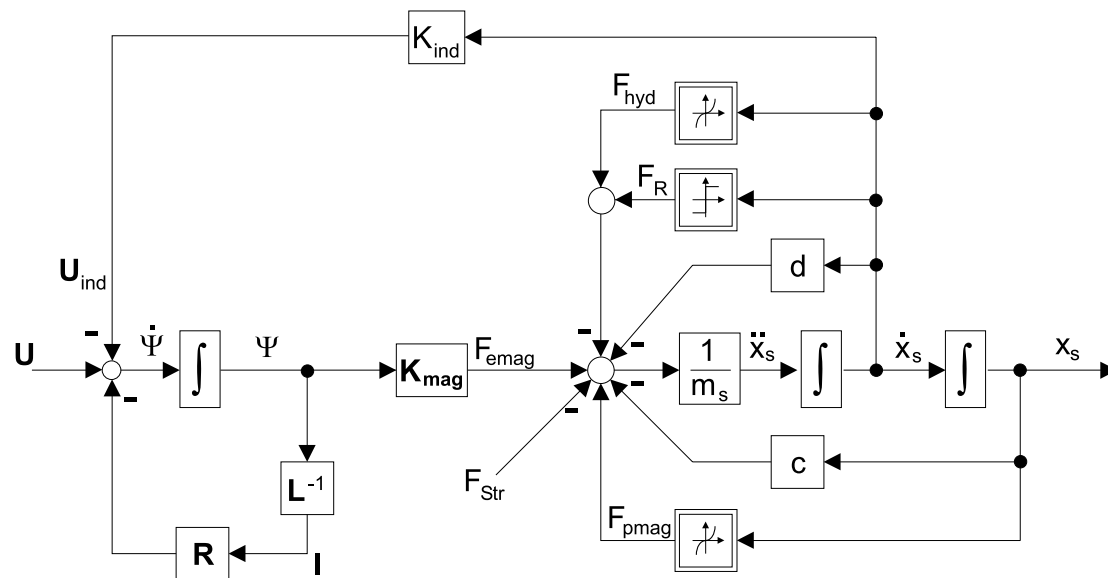 K_ind
F_hyd
F_R
d
U_ind
U
Ψ̇
∫
Ψ
K_mag
F_emag
1/m_s
ẍ_s
∫
ẋ_s
∫
x_s
F_Str
c
L⁻¹
F_pmag
R
I